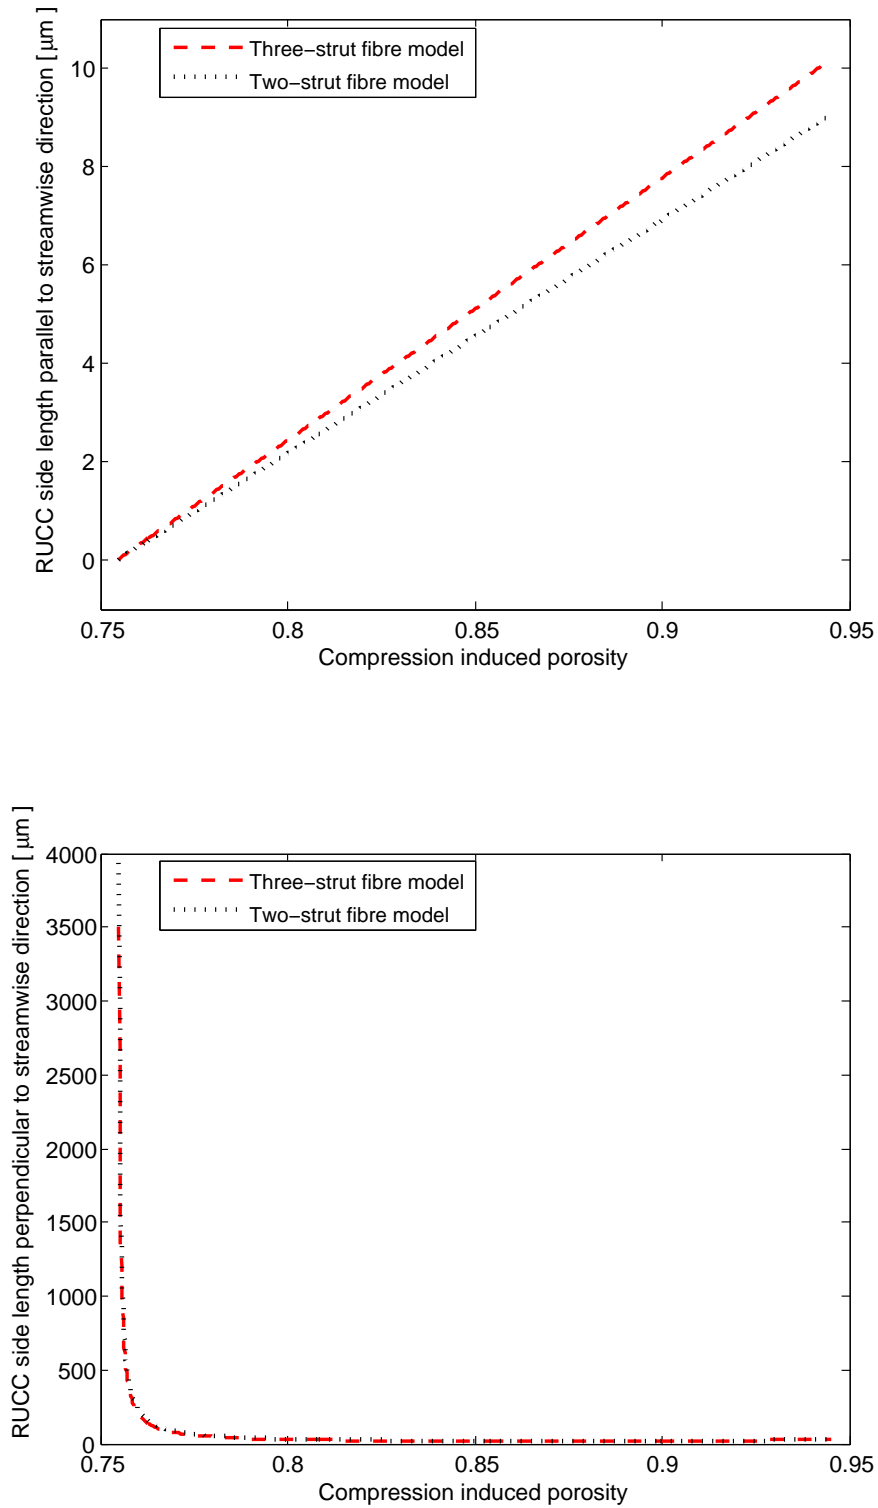 RUCC side length parallel to streamwise direction [ μm ]
Three−strut fibre model
Two−strut fibre model
10
8
6
4
2
0
0.75 0.8 0.85 0.9 0.95
Compression induced porosity
RUCC side length perpendicular to streamwise direction [ μm ]
Three−strut fibre model
Two−strut fibre model
4000
3500
3000
2500
2000
1500
1000
500
0
0.75 0.8 0.85 0.9 0.95
Compression induced porosity